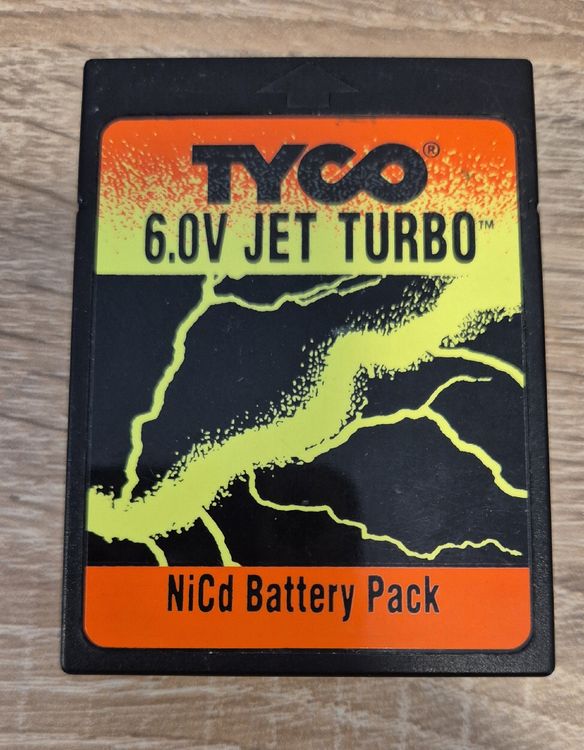 TYCO®
6.0V JET TURBO™
NiCd Battery Pack